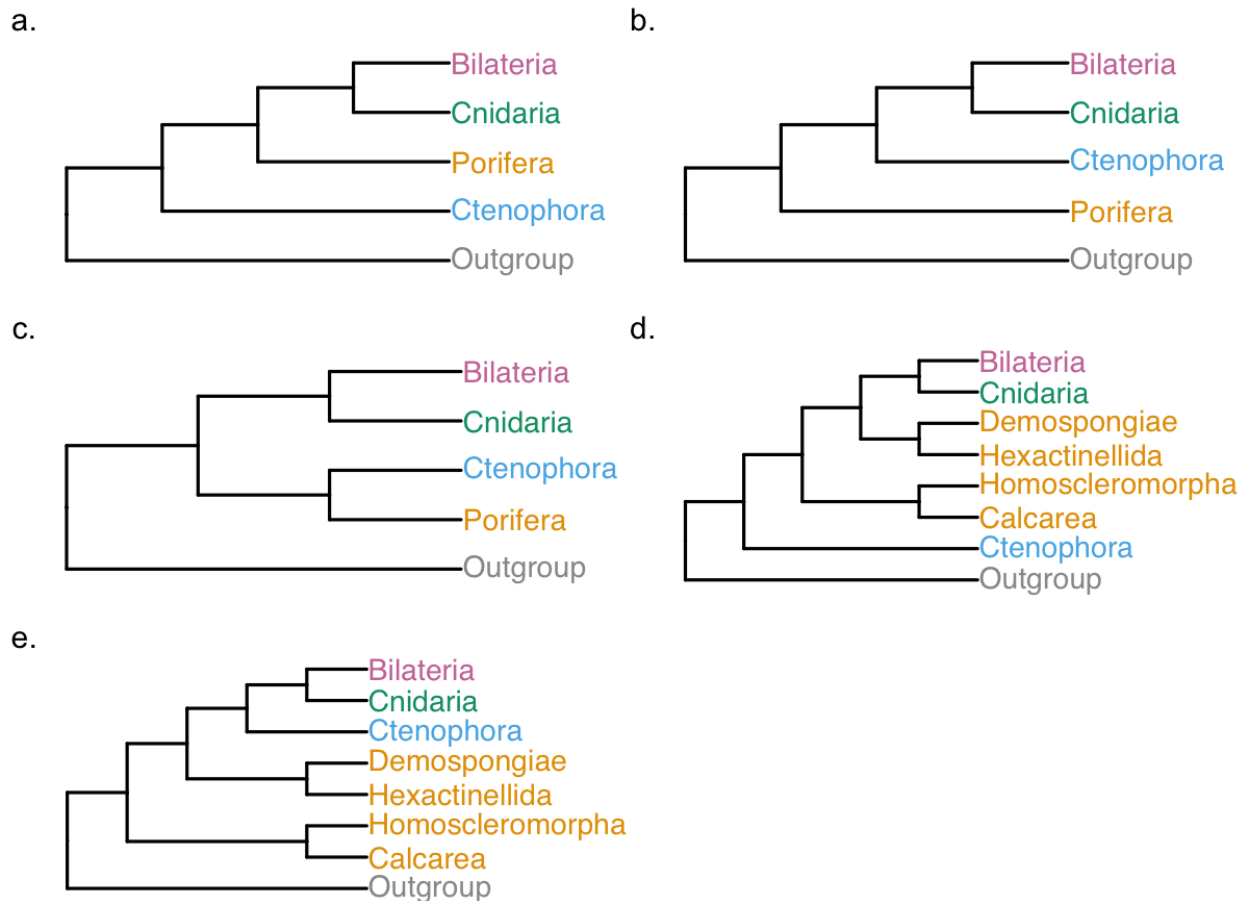 a.
Bilateria
Cnidaria
Porifera
Ctenophora
Outgroup
b.
Bilateria
Cnidaria
Ctenophora
Porifera
Outgroup
c.
Bilateria
Cnidaria
Ctenophora
Porifera
Outgroup
d.
Bilateria
Cnidaria
Demospongiae
Hexactinellida
Homoscleromorpha
Calcarea
Ctenophora
Outgroup
e.
Bilateria
Cnidaria
Ctenophora
Demospongiae
Hexactinellida
Homoscleromorpha
Calcarea
Outgroup